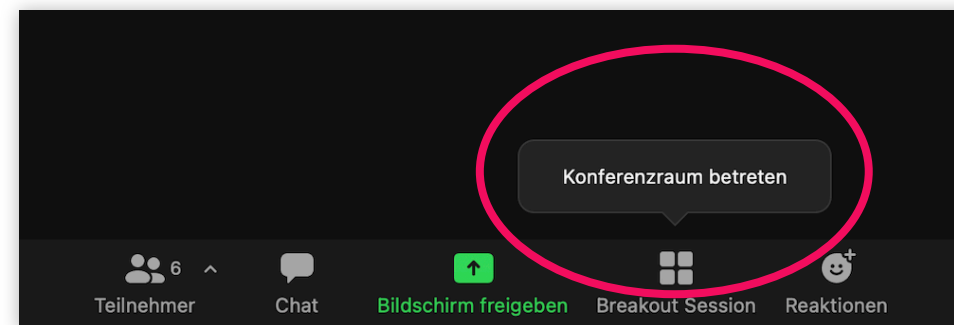 Konferenzraum betreten
6
Teilnehmer
Chat
Bildschirm freigeben
Breakout Session
Reaktionen